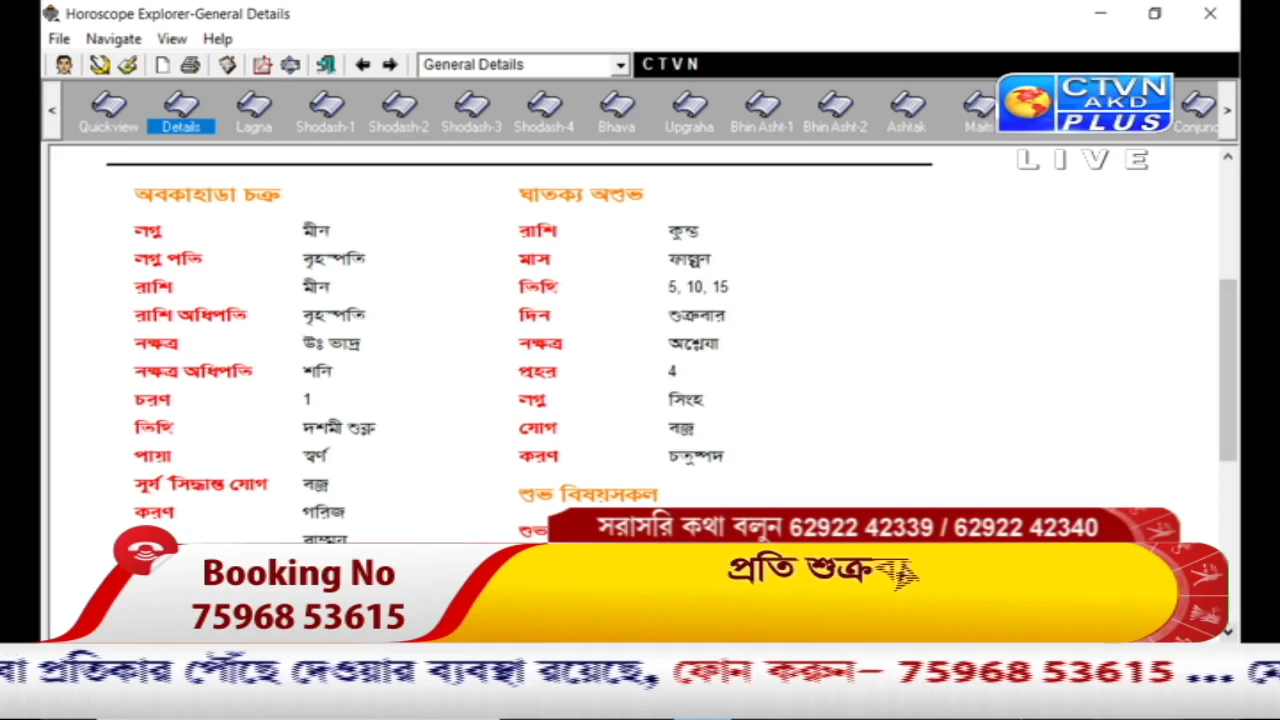 Horoscope Explorer-General Details
File Navigate View Help
General Details CTVN
Quickview Details Lagna Shodash-1 Shodash-2 Shodash-3 Shodash-4 Bhava Upgraha Bhin Asht-1 Bhin Asht-2 Ashtak
CTVN
AKD
PLUS
LIVE
অবকাহাডা চক্র ঘাতক্য অশুভ
লগ্ন মীন রাশি কুম্ভ
লগ্ন পতি বৃহস্পতি মাস ফাল্গুন
রাশি মীন তিথি 5, 10, 15
রাশি অধিপতি বৃহস্পতি দিন শুক্রবার
নক্ষত্র উঃ ভাদ্র নক্ষত্র অশ্লেষা
নক্ষত্র অধিপতি শনি প্রহর 4
চরণ 1 লগ্ন সিংহ
তিথি দশমী শুক্ল যোগ বজ্র
পায়া স্বর্ণ করণ চতুষ্পদ
সূর্য সিদ্ধান্ত যোগ বজ্র শুভ বিষয়সকল
করণ গরিজ শুভ
সরাসরি কথা বলুন 62922 42339 / 62922 42340
Booking No
75968 53615
প্রতি শুক্র
প্রতিকার পৌঁছে দেওয়ার ব্যবস্থা রয়েছে, ফোন করুন– 75968 53615 ...